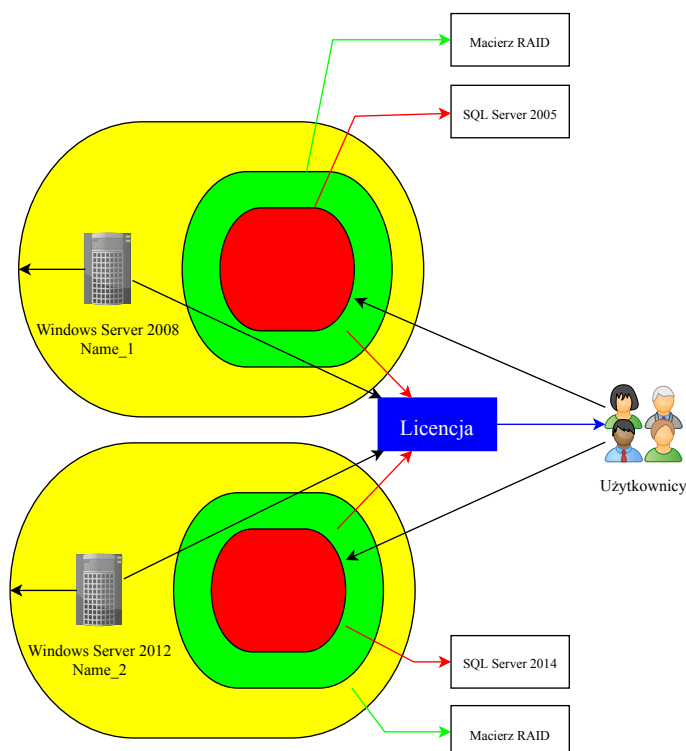 Macierz RAID
SQL Server 2005
Windows Server 2008
Name_1
Licencja
Użytkownicy
Windows Server 2012
Name_2
SQL Server 2014
Macierz RAID